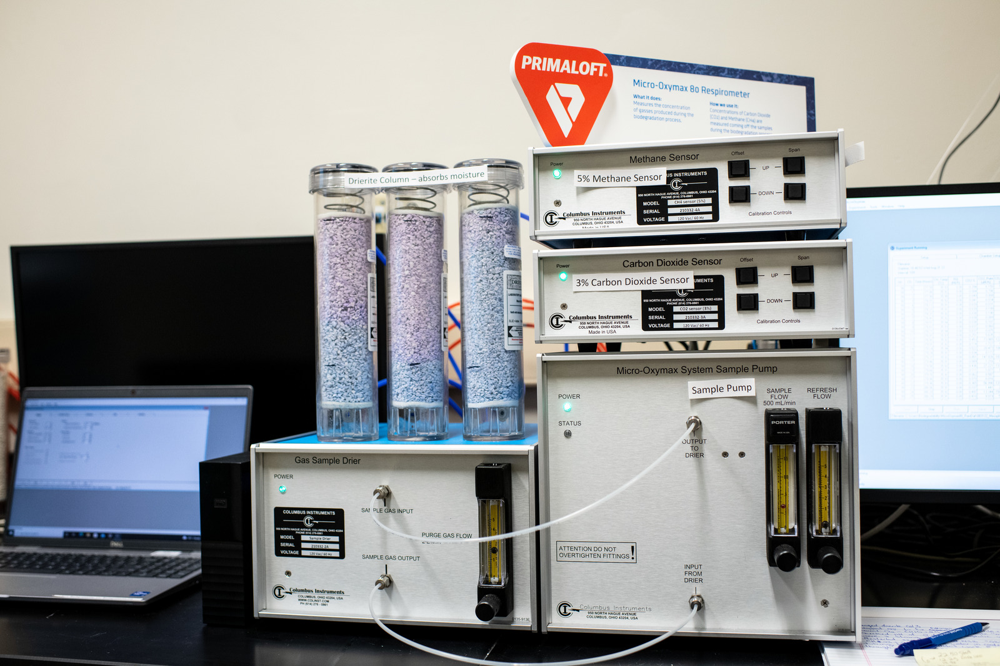 PRIMALOFT®
Micro-Oxymax 80 Respirometer
What it does:
Measures the concentration
of gasses produced during the
biodegradation process.
How we use it:
Concentrations of Carbon Dioxide
(CO2) and Methane (CH4) are
measured coming off the samples
during the biodegradation
Drierite Column – absorbs moisture
Methane Sensor
Power
5% Methane Sensor
INSTRUMENTS
950 NORTH HAGUE AVENUE, COLUMBUS, OHIO 43204
PHONE (614) 276-0861
MODEL CH4 sensor (5%)
SERIAL 210332-4A
VOLTAGE 120 Vac/ 60 Hz
Columbus Instruments
950 NORTH HAGUE AVENUE
COLUMBUS, OHIO 43204, USA
Made in USA
Offset
Span
UP
DOWN
Calibration Controls
Carbon Dioxide Sensor
Power
3% Carbon Dioxide Sensor
950 NORTH HAGUE AVENUE, COLUMBUS, OHIO 43204
PHONE (614) 276-0861
MODEL CO2 sensor (3%)
SERIAL 210332-3A
VOLTAGE 120 Vac/ 60 Hz
Columbus Instruments
950 NORTH HAGUE AVENUE
COLUMBUS, OHIO 43204, USA
Made in USA
Offset
Span
UP
DOWN
Calibration Controls
Micro-Oxymax System Sample Pump
Sample Pump
POWER
STATUS
OUTPUT
TO
DRIER
SAMPLE
FLOW
500 mL/min
REFRESH
FLOW
PORTER
ATTENTION DO NOT
OVERTIGHTEN FITTINGS!
INPUT
FROM
DRIER
Columbus Instruments
950 NORTH HAGUE AVENUE
COLUMBUS, OHIO 43204, USA
Gas Sample Drier
POWER
COLUMBUS INSTRUMENTS
950 NORTH HAGUE AVENUE, COLUMBUS, OHIO 43204
PHONE (614) 276-0861
MODEL Sample Drier
SERIAL 210332-2A
VOLTAGE 120 Vac/ 60 Hz
SAMPLE GAS INPUT
PURGE GAS FLOW
SAMPLE GAS OUTPUT
Columbus Instruments
COLUMBUS, OHIO 43204, USA
WWW.COLINST.COM
PH (614) 276 - 0861
DELL